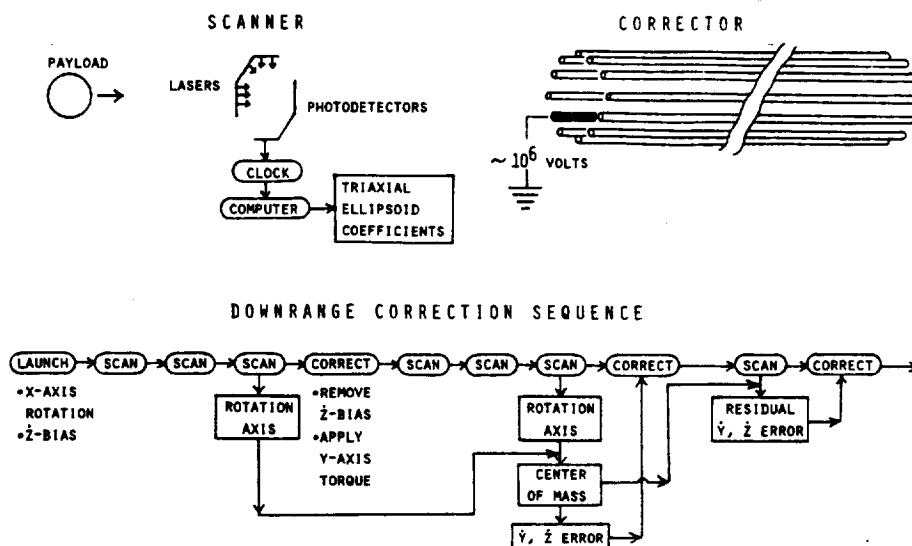 SCANNER
CORRECTOR
PAYLOAD
LASERS
PHOTODETECTORS
CLOCK
COMPUTER
TRIAXIAL
ELLIPSOID
COEFFICIENTS
~ 10⁶ VOLTS
DOWNRANGE CORRECTION SEQUENCE
LAUNCH SCAN SCAN SCAN CORRECT SCAN SCAN SCAN CORRECT SCAN CORRECT
•X-AXIS
ROTATION
•Ż-BIAS
ROTATION
AXIS
•REMOVE
Ż-BIAS
•APPLY
Y-AXIS
TORQUE
ROTATION
AXIS
CENTER
OF MASS
Ẏ, Ż ERROR
RESIDUAL
Ẏ, Ż ERROR